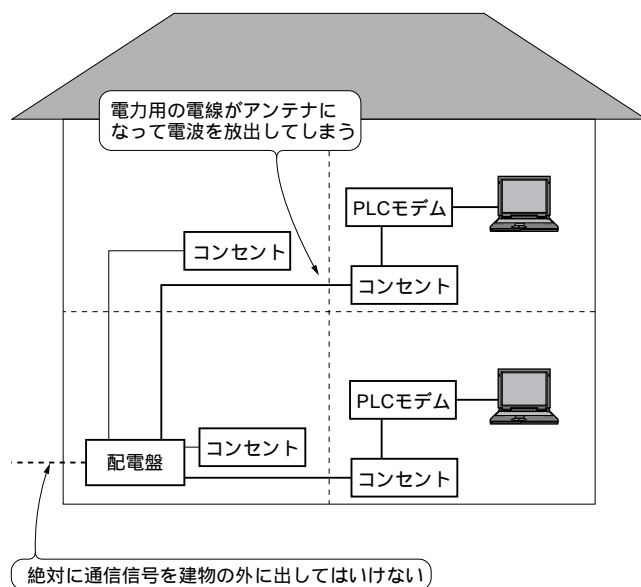 電力用の電線がアンテナに
なって電波を放出してしまう
PLCモデム
コンセント
コンセント
PLCモデム
コンセント
配電盤
コンセント
絶対に通信信号を建物の外に出してはいけない